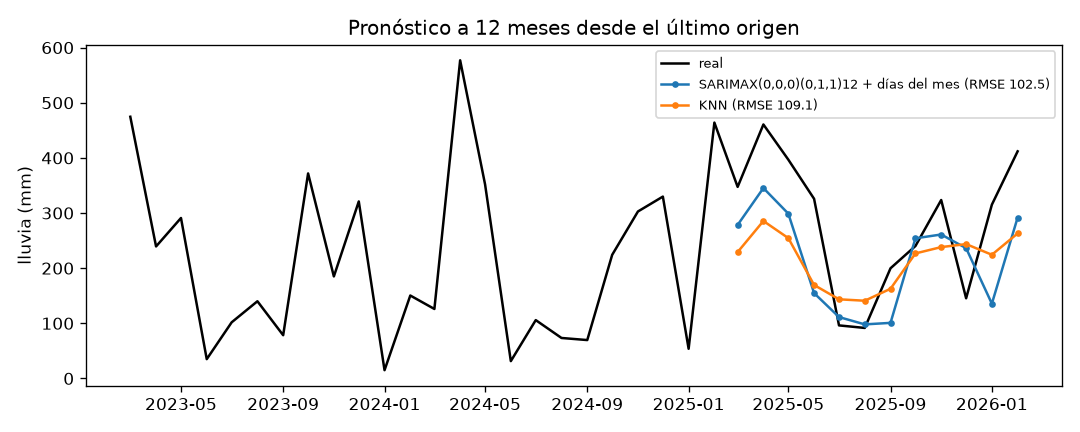 Pronóstico a 12 meses desde el último origen
real
SARIMAX(0,0,0)(0,1,1)12 + días del mes (RMSE 102.5)
KNN (RMSE 109.1)
lluvia (mm)
600
500
400
300
200
100
0
2023-05 2023-09 2024-01 2024-05 2024-09 2025-01 2025-05 2025-09 2026-01